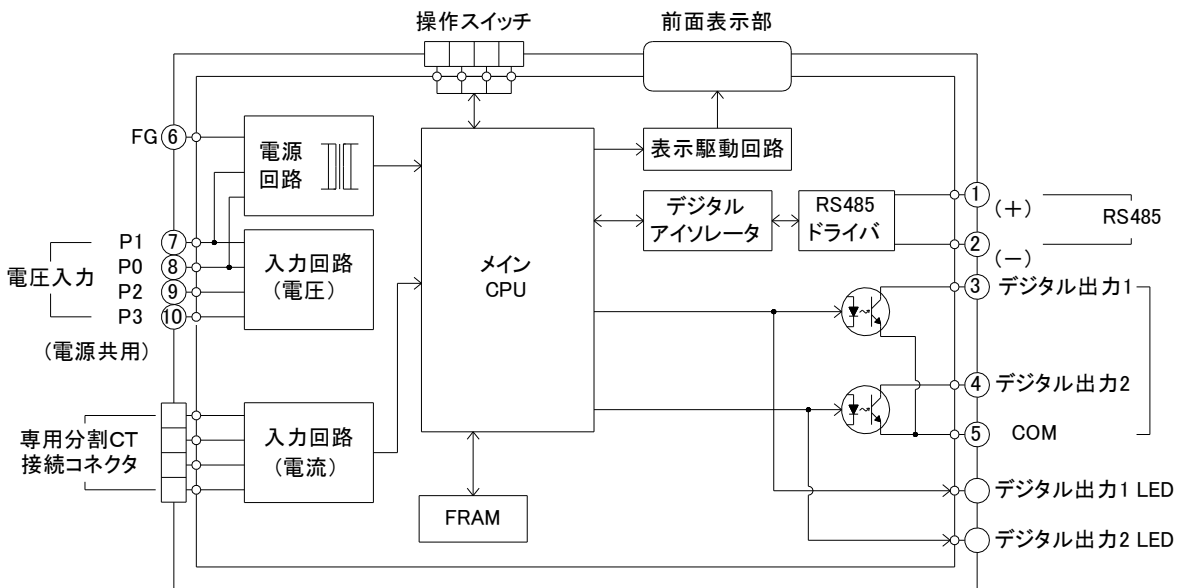 操作スイッチ
前面表示部
FG
6
電源
回路
表示駆動回路
1
(+)
RS485
デジタル
アイソレータ
RS485
ドライバ
2
(-)
電圧入力
P1
7
P0
8
P2
9
P3
10
(電源共用)
入力回路
(電圧)
メイン
CPU
3
デジタル出力1
4
デジタル出力2
5
COM
専用分割CT
接続コネクタ
入力回路
(電流)
FRAM
デジタル出力1 LED
デジタル出力2 LED